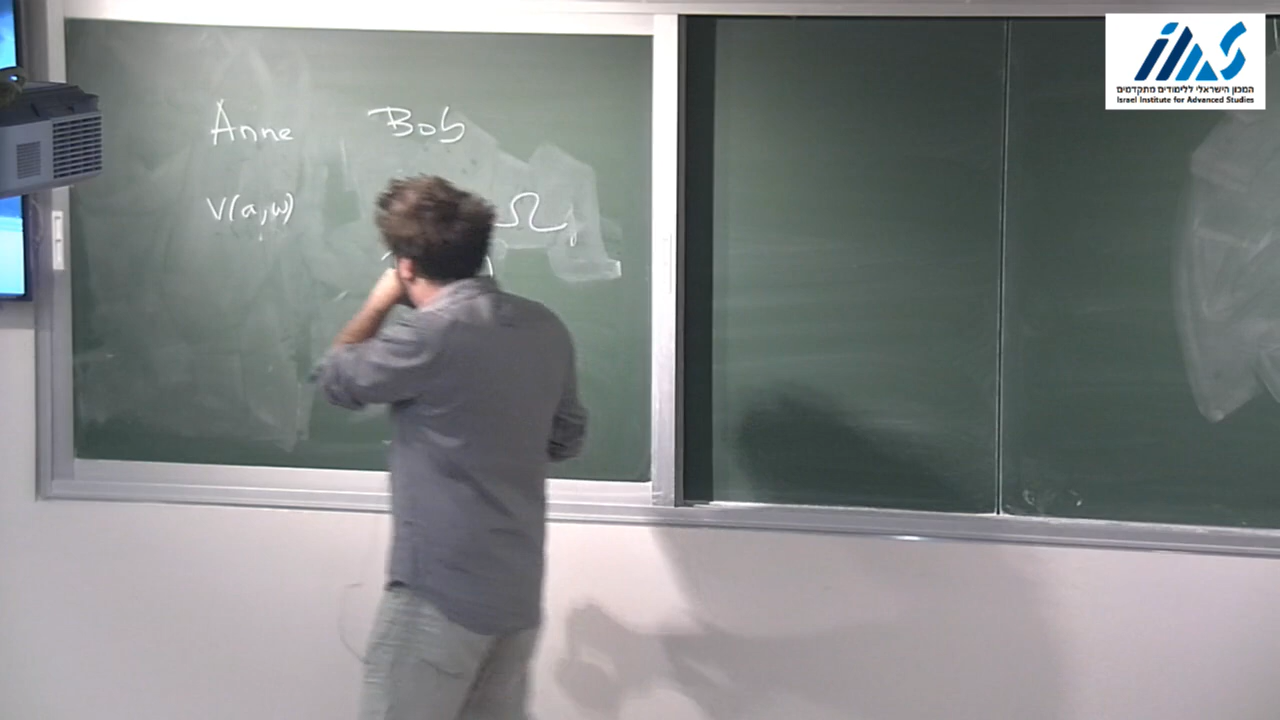 Anne Bob
V(a,w) Ω
המכון הישראלי ללימודים מתקדמים
Israel Institute for Advanced Studies